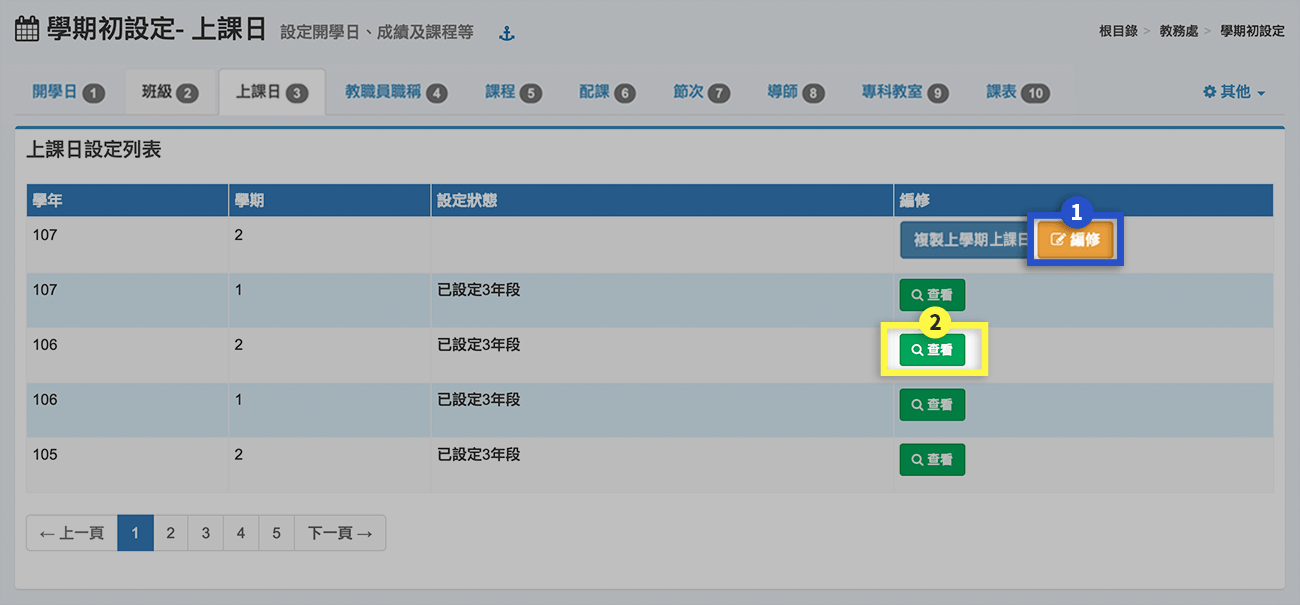 學期初設定- 上課日 設定開學日、成績及課程等
根目錄 > 教務處 > 學期初設定
開學日 1 班級 2 上課日 3 教職員職稱 4 課程 5 配課 6 節次 7 導師 8 專科教室 9 課表 10 其他
上課日設定列表
學年 學期 設定狀態 編修
1
107 2 複製上學期上課日 編修
107 1 已設定3年段 查看
2
106 2 已設定3年段 查看
106 1 已設定3年段 查看
105 2 已設定3年段 查看
← 上一頁 1 2 3 4 5 下一頁 →